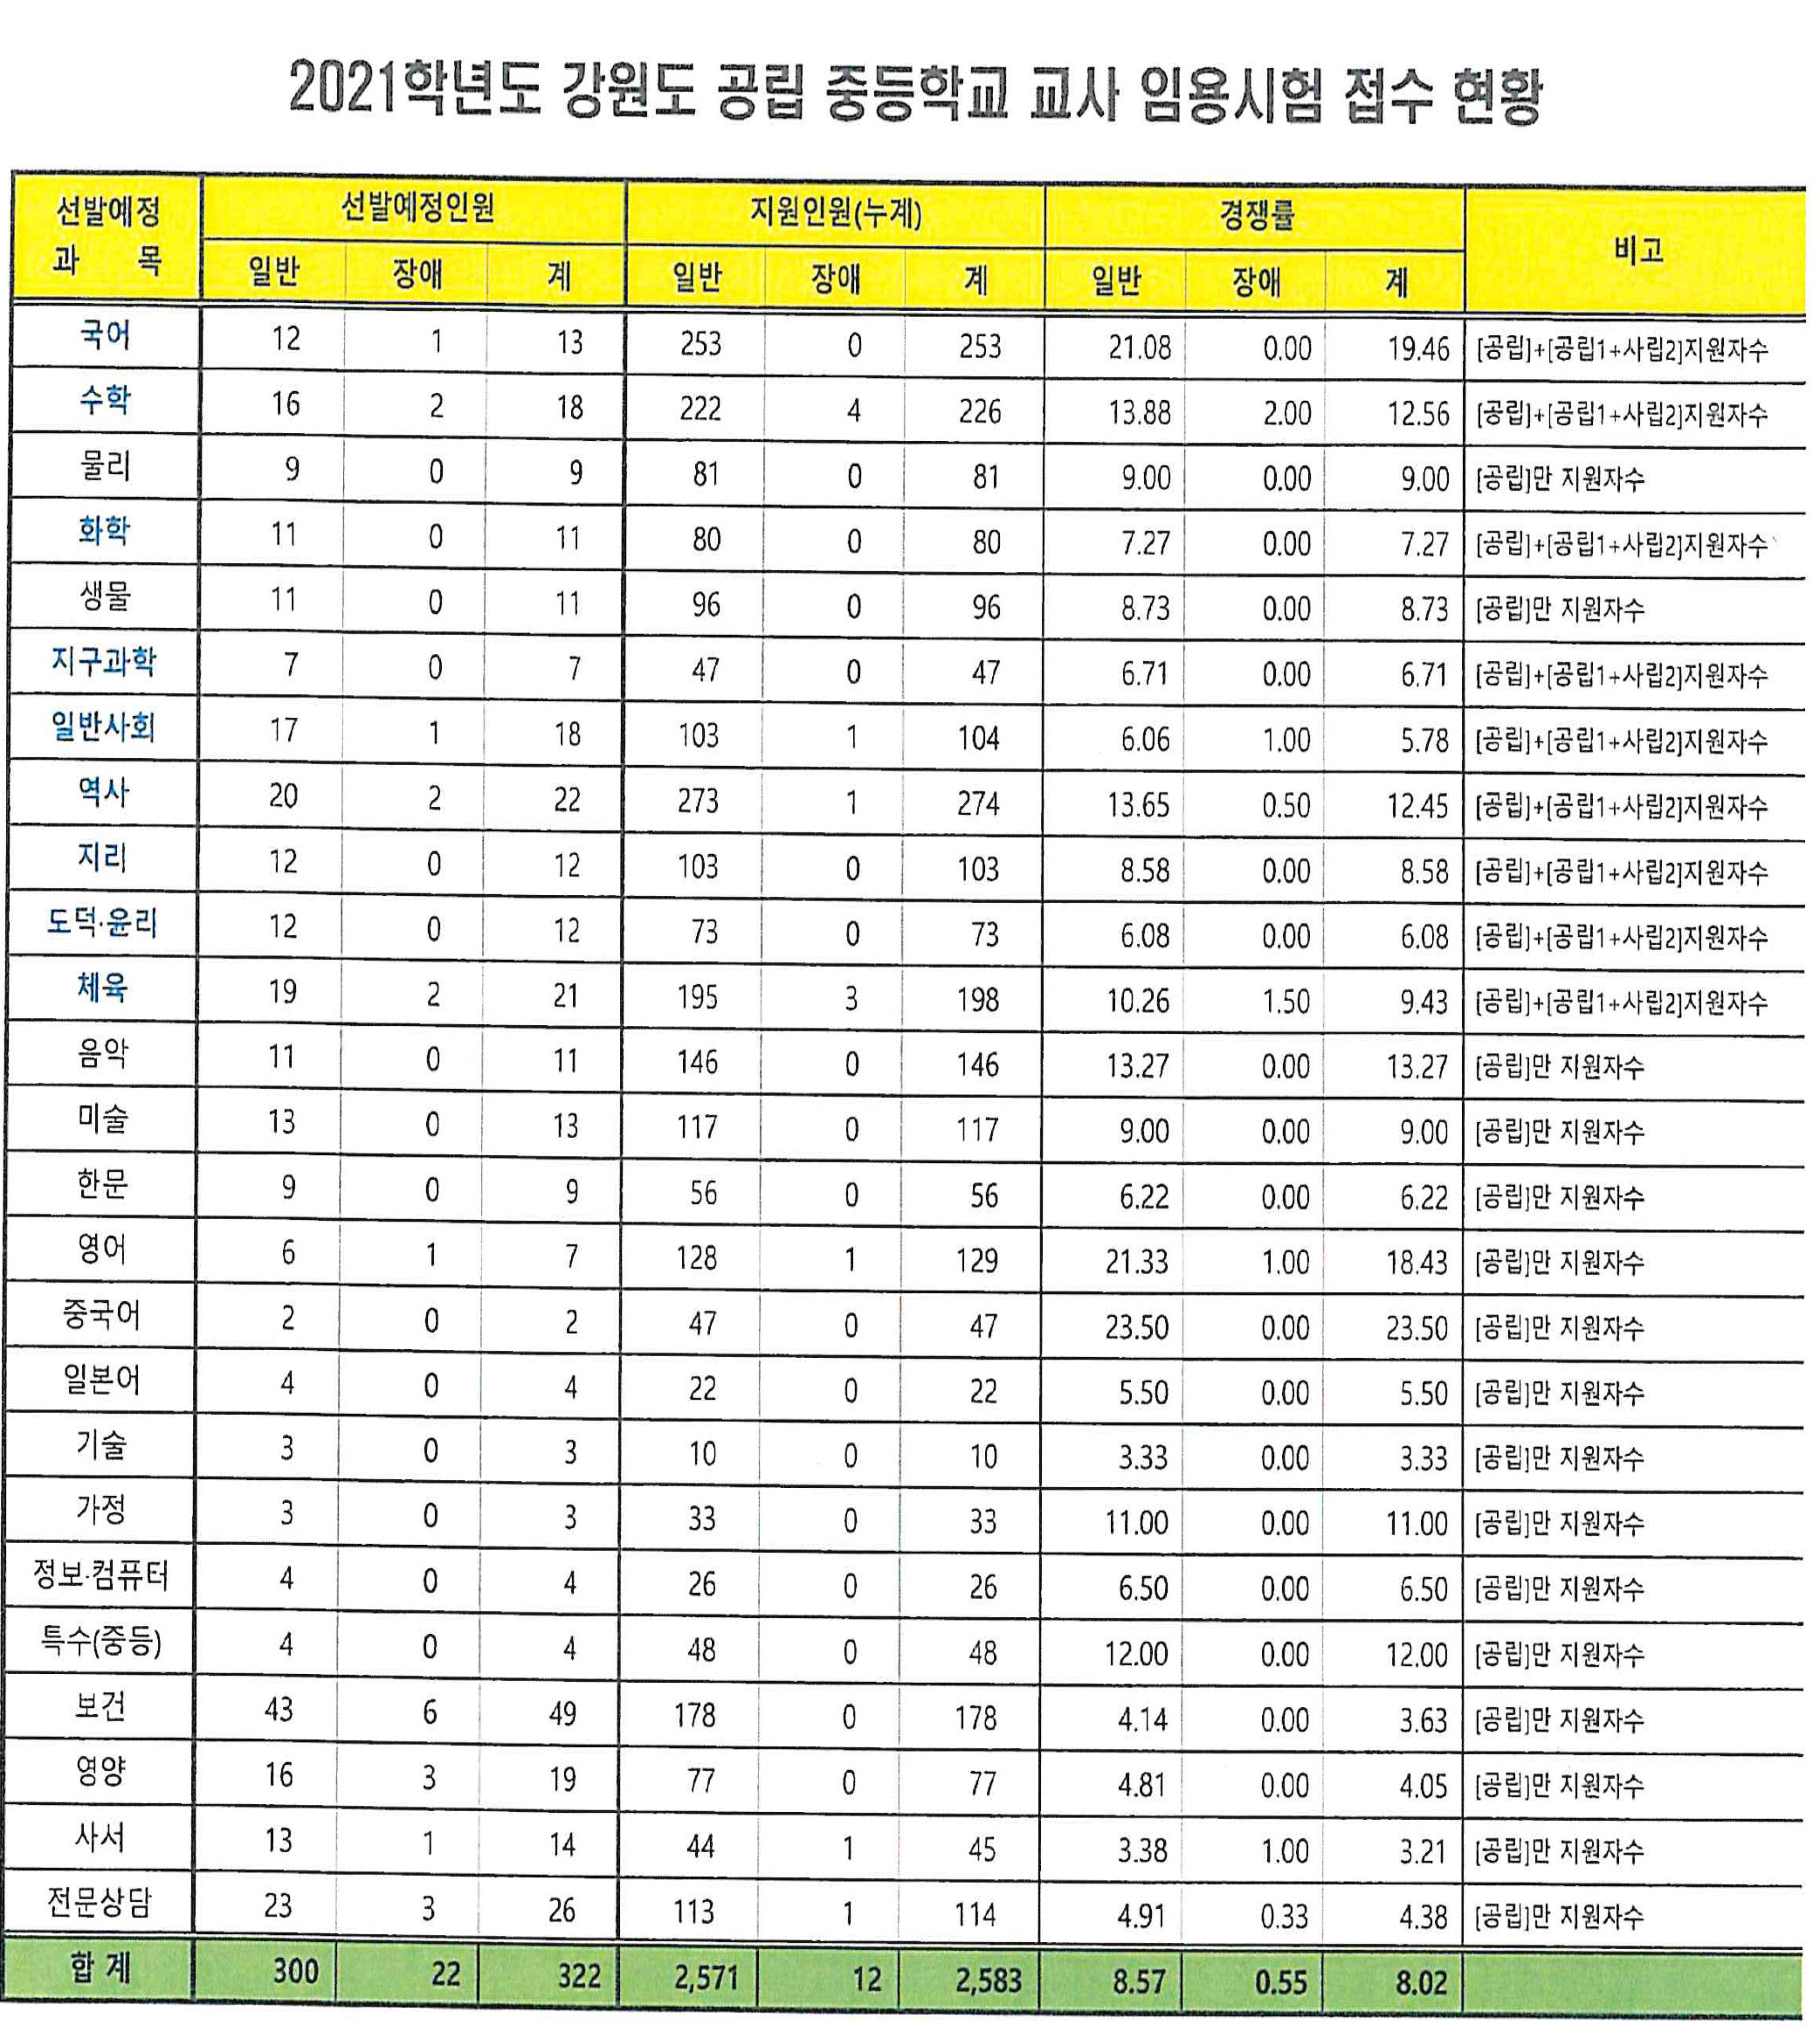 2021학년도 강원도 공립 중등학교 교사 임용시험 접수 현황
선발예정 과 목 선발예정인원 지원인원(누계) 경쟁률 비고
일반 장애 계 일반 장애 계 일반 장애 계
국어 12 1 13 253 0 253 21.08 0.00 19.46 [공립]+[공립1+사립2]지원자수
수학 16 2 18 222 4 226 13.88 2.00 12.56 [공립]+[공립1+사립2]지원자수
물리 9 0 9 81 0 81 9.00 0.00 9.00 [공립]만 지원자수
화학 11 0 11 80 0 80 7.27 0.00 7.27 [공립]+[공립1+사립2]지원자수
생물 11 0 11 96 0 96 8.73 0.00 8.73 [공립]만 지원자수
지구과학 7 0 7 47 0 47 6.71 0.00 6.71 [공립]+[공립1+사립2]지원자수
일반사회 17 1 18 103 1 104 6.06 1.00 5.78 [공립]+[공립1+사립2]지원자수
역사 20 2 22 273 1 274 13.65 0.50 12.45 [공립]+[공립1+사립2]지원자수
지리 12 0 12 103 0 103 8.58 0.00 8.58 [공립]+[공립1+사립2]지원자수
도덕·윤리 12 0 12 73 0 73 6.08 0.00 6.08 [공립]+[공립1+사립2]지원자수
체육 19 2 21 195 3 198 10.26 1.50 9.43 [공립]+[공립1+사립2]지원자수
음악 11 0 11 146 0 146 13.27 0.00 13.27 [공립]만 지원자수
미술 13 0 13 117 0 117 9.00 0.00 9.00 [공립]만 지원자수
한문 9 0 9 56 0 56 6.22 0.00 6.22 [공립]만 지원자수
영어 6 1 7 128 1 129 21.33 1.00 18.43 [공립]만 지원자수
중국어 2 0 2 47 0 47 23.50 0.00 23.50 [공립]만 지원자수
일본어 4 0 4 22 0 22 5.50 0.00 5.50 [공립]만 지원자수
기술 3 0 3 10 0 10 3.33 0.00 3.33 [공립]만 지원자수
가정 3 0 3 33 0 33 11.00 0.00 11.00 [공립]만 지원자수
정보·컴퓨터 4 0 4 26 0 26 6.50 0.00 6.50 [공립]만 지원자수
특수(중등) 4 0 4 48 0 48 12.00 0.00 12.00 [공립]만 지원자수
보건 43 6 49 178 0 178 4.14 0.00 3.63 [공립]만 지원자수
영양 16 3 19 77 0 77 4.81 0.00 4.05 [공립]만 지원자수
사서 13 1 14 44 1 45 3.38 1.00 3.21 [공립]만 지원자수
전문상담 23 3 26 113 1 114 4.91 0.33 4.38 [공립]만 지원자수
합 계 300 22 322 2,571 12 2,583 8.57 0.55 8.02